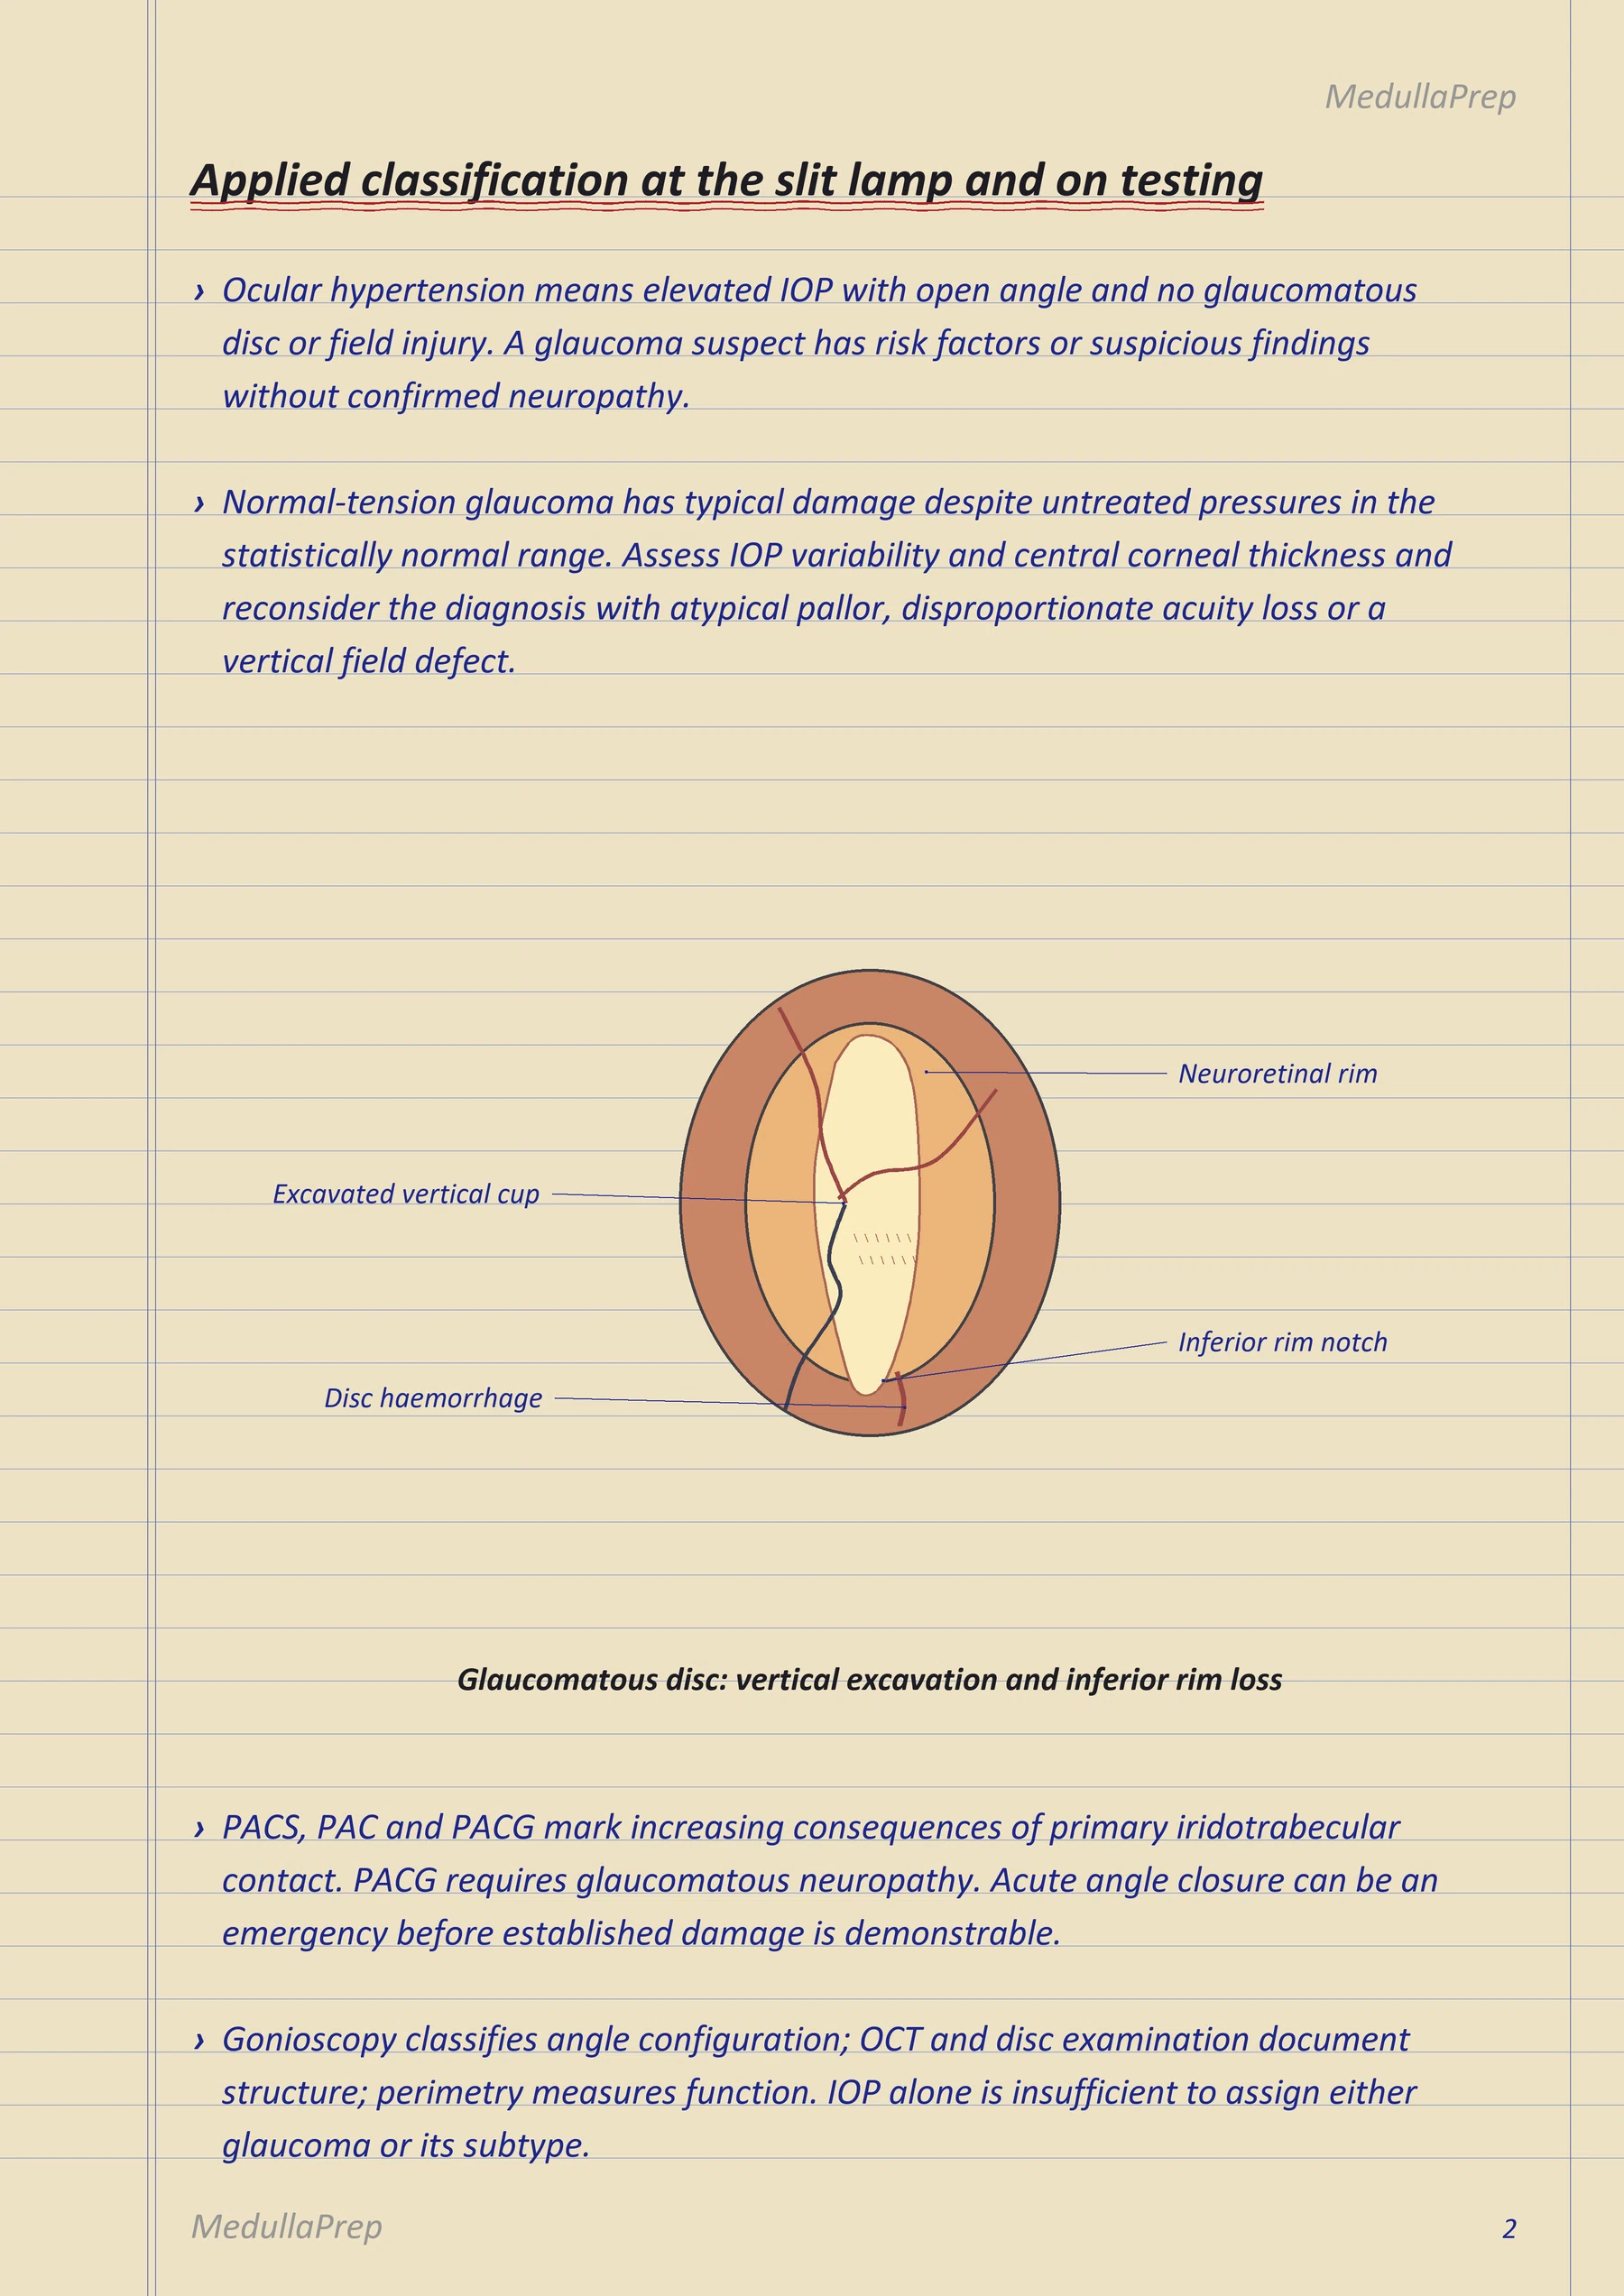 MedullaPrep
Applied classification at the slit lamp and on testing
› Ocular hypertension means elevated IOP with open angle and no glaucomatous
disc or field injury. A glaucoma suspect has risk factors or suspicious findings
without confirmed neuropathy.
› Normal-tension glaucoma has typical damage despite untreated pressures in the
statistically normal range. Assess IOP variability and central corneal thickness and
reconsider the diagnosis with atypical pallor, disproportionate acuity loss or a
vertical field defect.
Neuroretinal rim
Excavated vertical cup
Inferior rim notch
Disc haemorrhage
Glaucomatous disc: vertical excavation and inferior rim loss
› PACS, PAC and PACG mark increasing consequences of primary iridotrabecular
contact. PACG requires glaucomatous neuropathy. Acute angle closure can be an
emergency before established damage is demonstrable.
› Gonioscopy classifies angle configuration; OCT and disc examination document
structure; perimetry measures function. IOP alone is insufficient to assign either
glaucoma or its subtype.
MedullaPrep
2